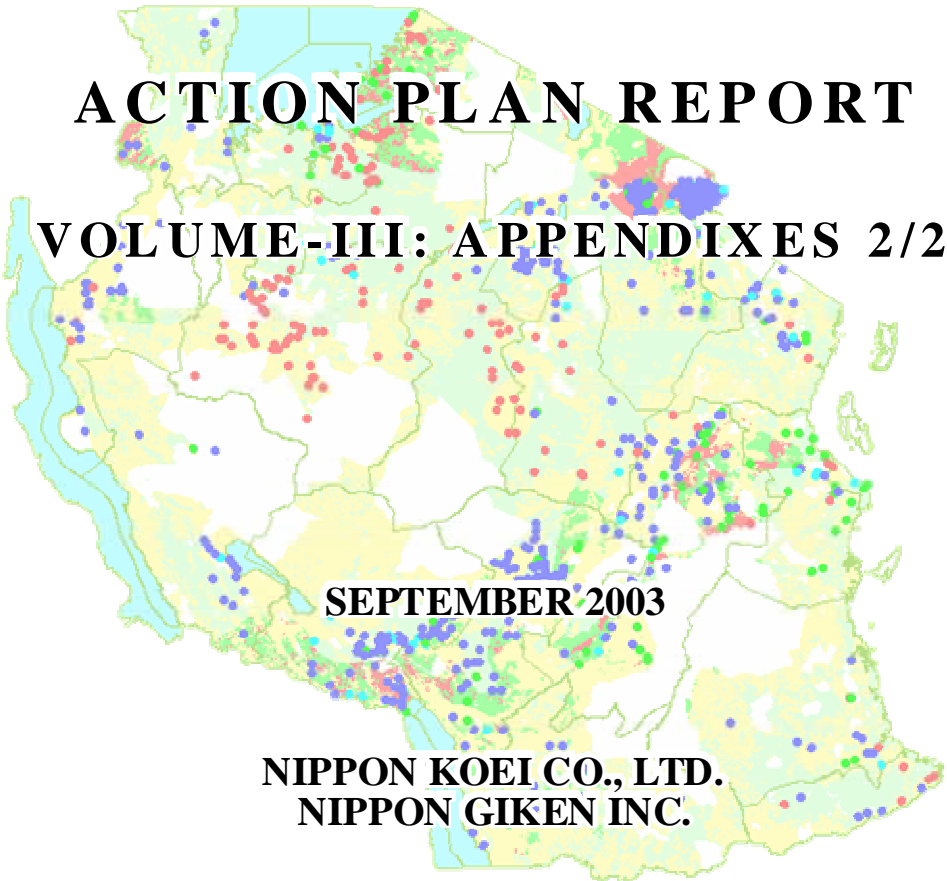 ACTION PLAN REPORT
VOLUME-III: APPENDIXES 2/2
SEPTEMBER 2003
NIPPON KOEI CO., LTD.
NIPPON GIKEN INC.